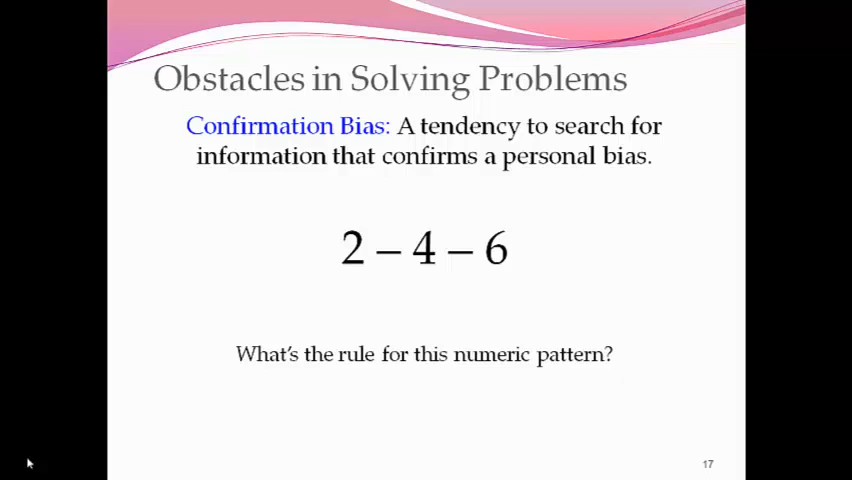 Obstacles in Solving Problems
Confirmation Bias: A tendency to search for
information that confirms a personal bias.
2 – 4 – 6
What's the rule for this numeric pattern?
17